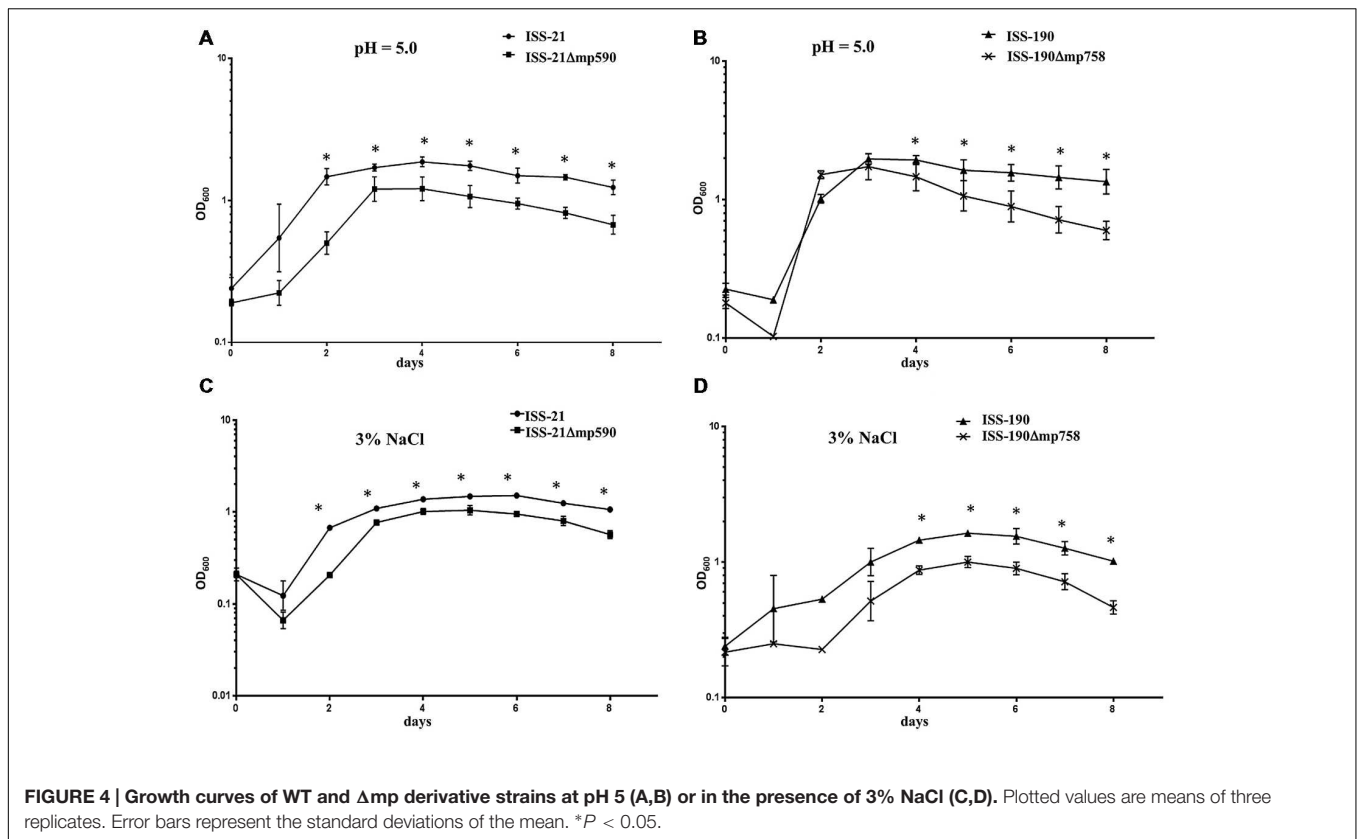 A
pH = 5.0
ISS-21
ISS-21Δmp590
10
1
0.1
OD600
* * * * * * *
0 2 4 6 8
days
B
pH = 5.0
ISS-190
ISS-190Δmp758
10
1
0.1
OD600
* * * * *
0 2 4 6 8
days
C
3% NaCl
ISS-21
ISS-21Δmp590
10
1
0.1
0.01
OD600
* * * * * * *
0 2 4 6 8
days
D
3% NaCl
ISS-190
ISS-190Δmp758
10
1
0.1
OD600
* * * * *
0 2 4 6 8
days
FIGURE 4 | Growth curves of WT and Δmp derivative strains at pH 5 (A,B) or in the presence of 3% NaCl (C,D). Plotted values are means of three
replicates. Error bars represent the standard deviations of the mean. *P < 0.05.